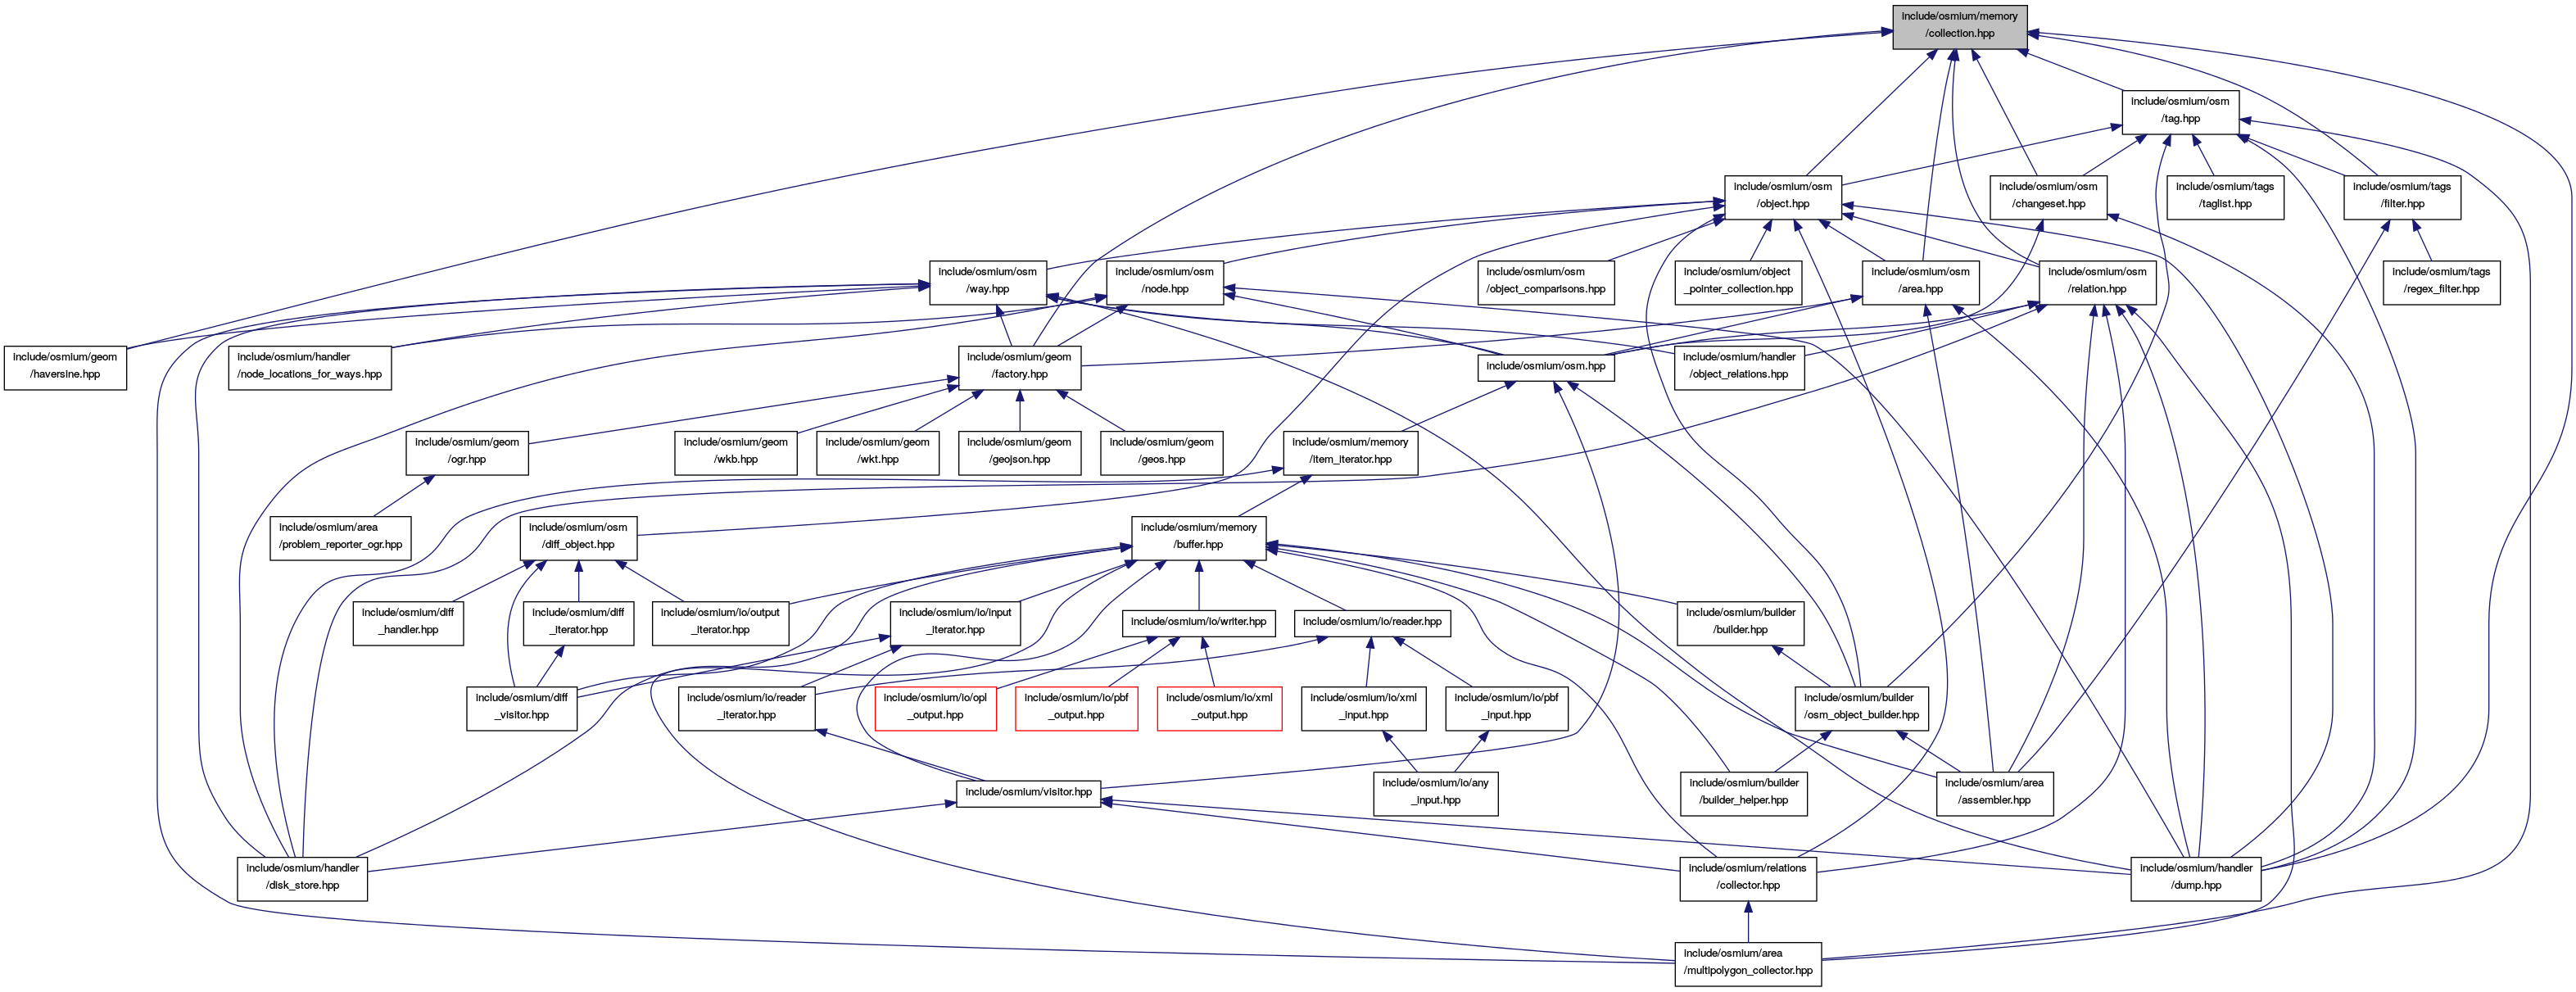 include/osmium/memory
/collection.hpp
include/osmium/osm
/tag.hpp
include/osmium/osm
/object.hpp
include/osmium/osm
/changeset.hpp
include/osmium/tags
/taglist.hpp
include/osmium/tags
/filter.hpp
include/osmium/osm
/way.hpp
include/osmium/osm
/node.hpp
include/osmium/osm
/object_comparisons.hpp
include/osmium/object
_pointer_collection.hpp
include/osmium/osm
/area.hpp
include/osmium/osm
/relation.hpp
include/osmium/tags
/regex_filter.hpp
include/osmium/geom
/haversine.hpp
include/osmium/handler
/node_locations_for_ways.hpp
include/osmium/geom
/factory.hpp
include/osmium/osm.hpp
include/osmium/handler
/object_relations.hpp
include/osmium/geom
/ogr.hpp
include/osmium/geom
/wkb.hpp
include/osmium/geom
/wkt.hpp
include/osmium/geom
/geojson.hpp
include/osmium/geom
/geos.hpp
include/osmium/memory
/item_iterator.hpp
include/osmium/area
/problem_reporter_ogr.hpp
include/osmium/osm
/diff_object.hpp
include/osmium/memory
/buffer.hpp
include/osmium/diff
_handler.hpp
include/osmium/diff
_iterator.hpp
include/osmium/io/output
_iterator.hpp
include/osmium/io/input
_iterator.hpp
include/osmium/io/writer.hpp
include/osmium/io/reader.hpp
include/osmium/builder
/builder.hpp
include/osmium/diff
_visitor.hpp
include/osmium/io/reader
_iterator.hpp
include/osmium/io/opl
_output.hpp
include/osmium/io/pbf
_output.hpp
include/osmium/io/xml
_output.hpp
include/osmium/io/xml
_input.hpp
include/osmium/io/pbf
_input.hpp
include/osmium/builder
/osm_object_builder.hpp
include/osmium/visitor.hpp
include/osmium/io/any
_input.hpp
include/osmium/builder
/builder_helper.hpp
include/osmium/area
/assembler.hpp
include/osmium/handler
/disk_store.hpp
include/osmium/relations
/collector.hpp
include/osmium/handler
/dump.hpp
include/osmium/area
/multipolygon_collector.hpp